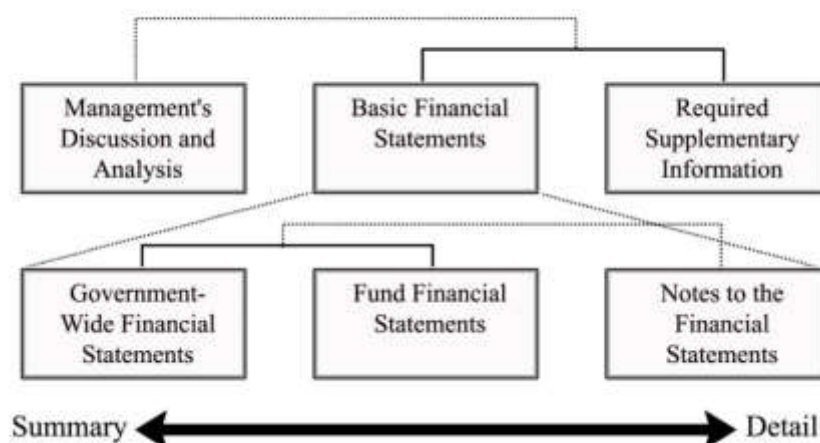 Management's
Discussion and
Analysis
Basic Financial
Statements
Required
Supplementary
Information
Government-
Wide Financial
Statements
Fund Financial
Statements
Notes to the
Financial
Statements
Summary
Detail